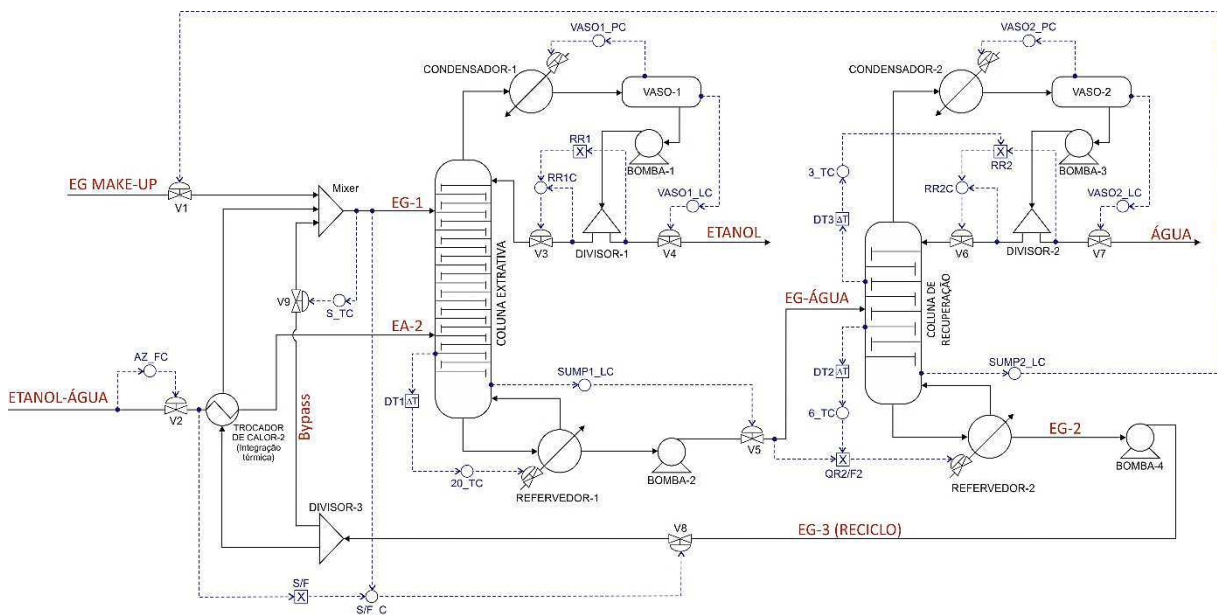 VASO1_PC
VASO2_PC
CONDENSADOR-1
VASO-1
CONDENSADOR-2
VASO-2
RR1
BOMBA-1
3_TC
RR2
BOMBA-3
EG MAKE-UP
V1
Mixer
EG-1
RR1C
VASO1_LC
RR2C
VASO2_LC
DT3
ΔT
ETANOL
ÁGUA
V3
DIVISOR-1
V4
V6
DIVISOR-2
V7
COLUNA EXTRATIVA
COLUNA DE
RECUPERAÇÃO
V9
S_TC
EG-ÁGUA
EA-2
AZ_FC
ETANOL-ÁGUA
V2
TROCADOR
DE CALOR-2
(Integração
térmica)
Bypass
DT1
ΔT
SUMP1_LC
DT2
ΔT
SUMP2_LC
6_TC
20_TC
REFERVEDOR-1
BOMBA-2
V5
QR2/F2
REFERVEDOR-2
EG-2
BOMBA-4
DIVISOR-3
V8
EG-3 (RECICLO)
S/F
S/F_C
X
X
X
X